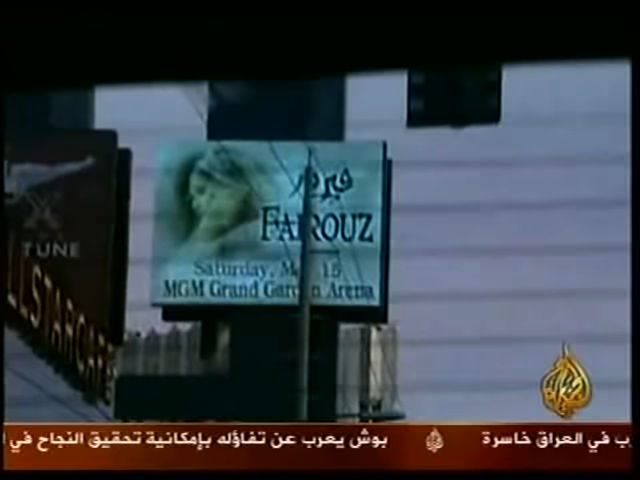 فيروز
FAIROUZ
Saturday, M 15
MGM Grand Garden Arena
TUNE
LLSTARCAFE
ب في العراق خاسرة
بوش يعرب عن تفاؤله بإمكانية تحقيق النجاح في ا